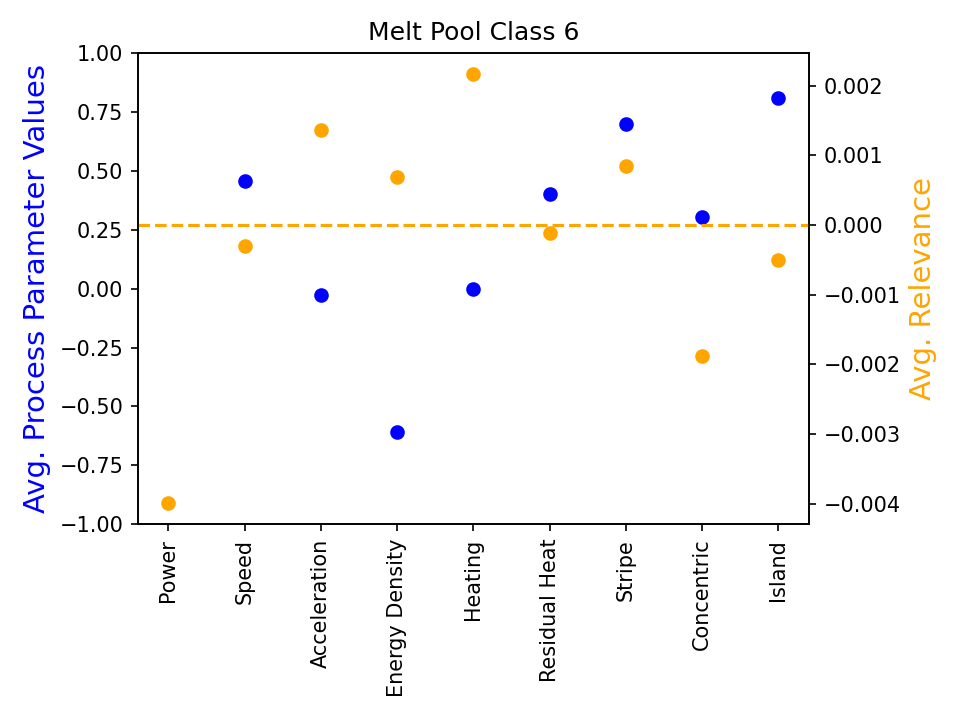 Melt Pool Class 6
Avg. Process Parameter Values
1.00
0.75
0.50
0.25
0.00
−0.25
−0.50
−0.75
−1.00
0.002
0.001
0.000
−0.001
−0.002
−0.003
−0.004
Avg. Relevance
Power
Speed
Acceleration
Energy Density
Heating
Residual Heat
Stripe
Concentric
Island